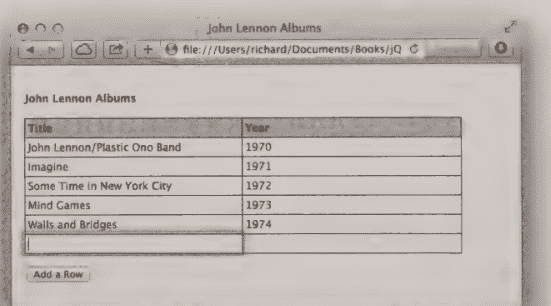 John Lennon Albums
file:///Users/richard/Documents/Books/jQ
John Lennon Albums
Title Year
John Lennon/Plastic Ono Band 1970
Imagine 1971
Some Time in New York City 1972
Mind Games 1973
Walls and Bridges 1974
Add a Row